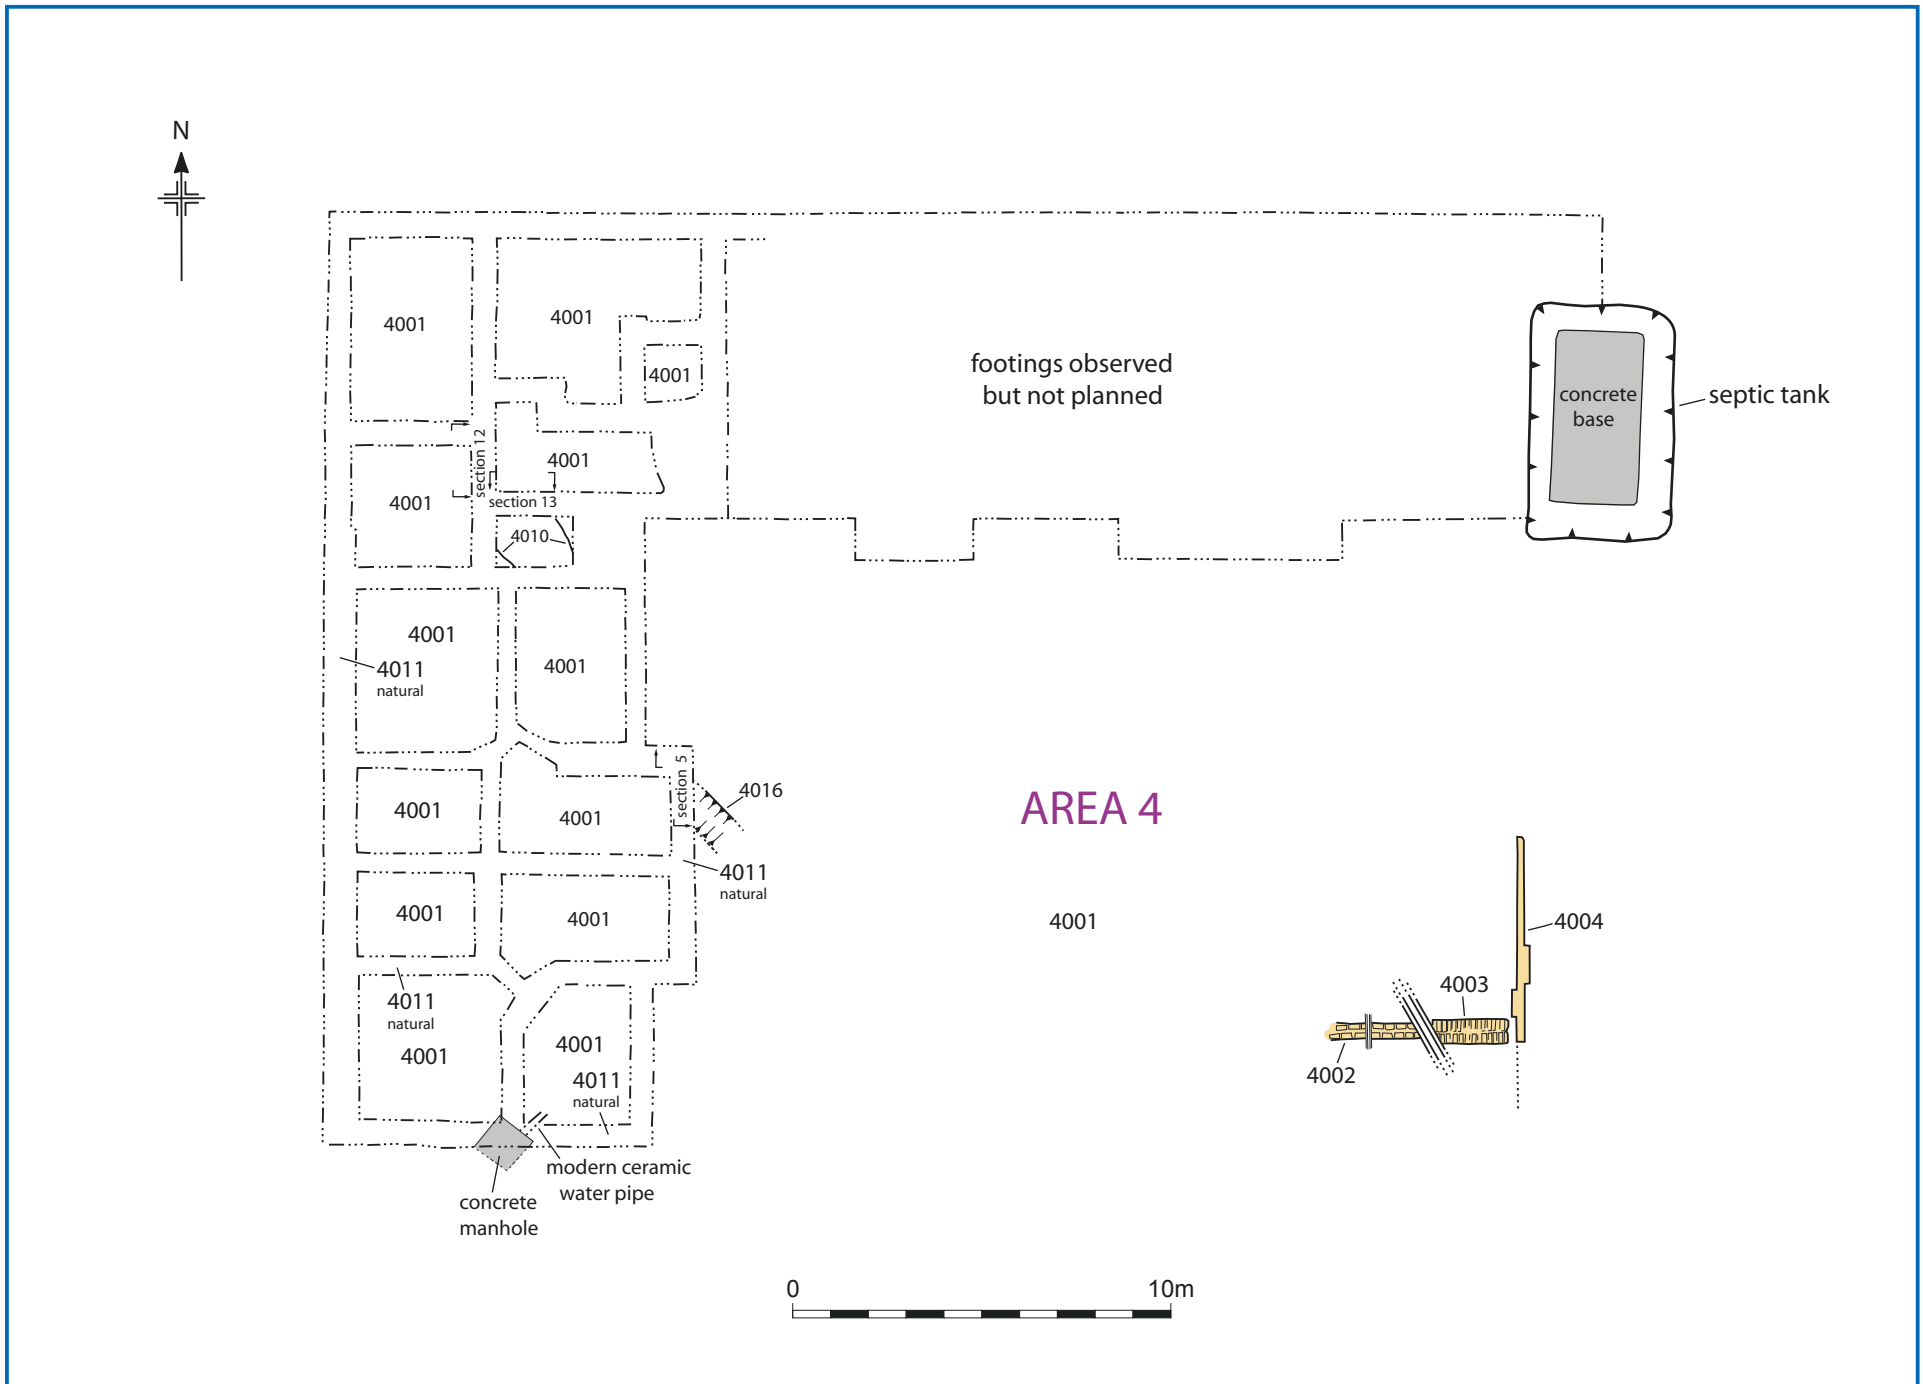 N
4001
4001
4001
footings observed
but not planned
concrete
base
septic tank
section 12
4001
4001
section 13
4010
4001
4011
natural
4001
section 5
4016
AREA 4
4001
4001
4011
natural
4001
4001
4001
4004
4011
natural
4001
4001
4011
natural
4003
4002
modern ceramic
water pipe
concrete
manhole
0
10m